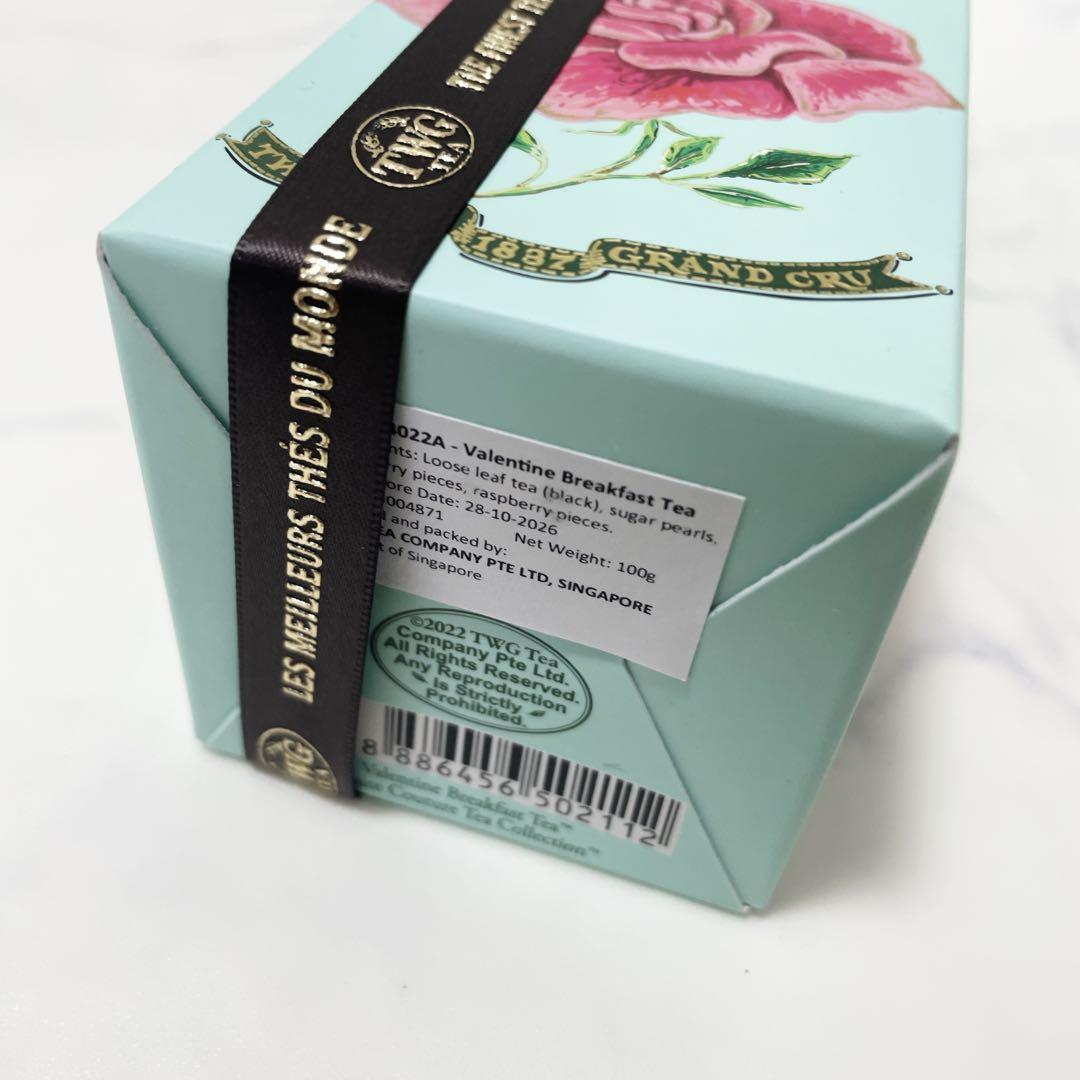 THE FINEST
TWG
TEA
LES MEILLEURS THÉS DU MONDE
TWG
TEA
1837 GRAND CRU
022A - Valentine Breakfast Tea
nts: Loose leaf tea (black), sugar pearls,
rry pieces, raspberry pieces.
ore Date: 28-10-2026
004871 Net Weight: 100g
and packed by:
EA COMPANY PTE LTD, SINGAPORE
t of Singapore
©2022 TWG Tea
Company Pte Ltd.
All Rights Reserved.
Any Reproduction
Is Strictly
Prohibited.
8 886456 502112
Valentine Breakfast Tea™
Couture Tea Collection™